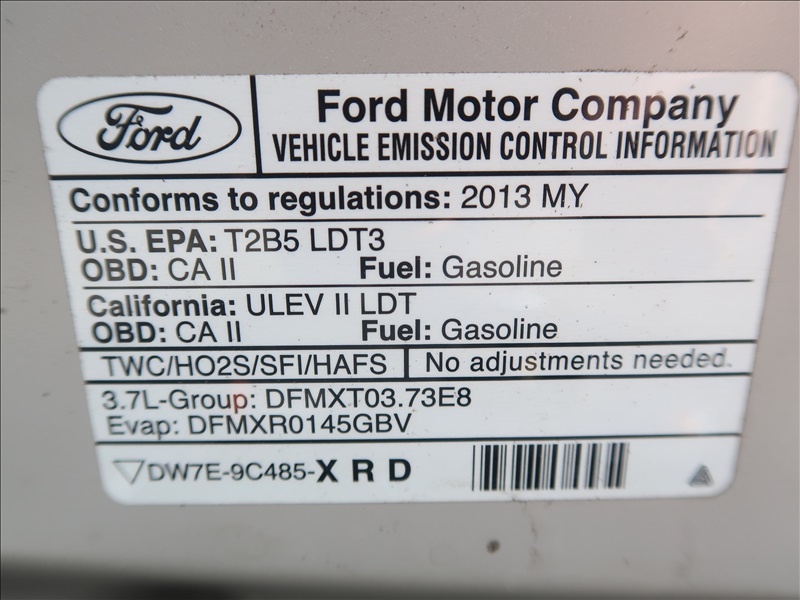 Ford
Ford Motor Company
VEHICLE EMISSION CONTROL INFORMATION
Conforms to regulations: 2013 MY
U.S. EPA: T2B5 LDT3
OBD: CA II Fuel: Gasoline
California: ULEV II LDT
OBD: CA II Fuel: Gasoline
TWC/HO2S/SFI/HAFS No adjustments needed.
3.7L-Group: DFMXT03.73E8
Evap: DFMXR0145GBV
DW7E-9C485-X R D